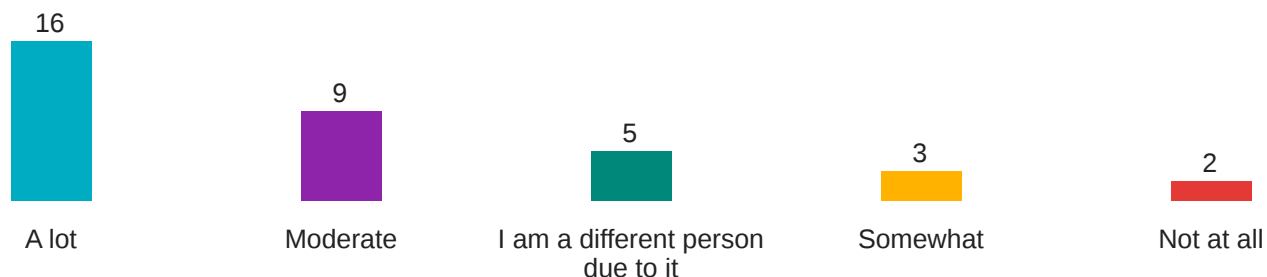 16
9
5
3
2
A lot
Moderate
I am a different person
due to it
Somewhat
Not at all